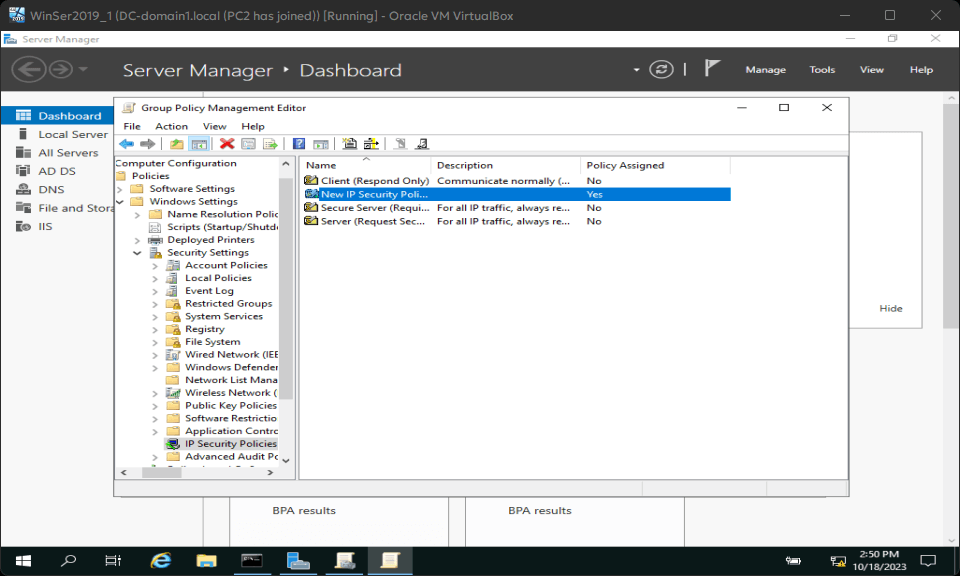 WinSer2019_1 (DC-domain1.local (PC2 has joined)) [Running] - Oracle VM VirtualBox
Server Manager
Server Manager ‣ Dashboard
Manage Tools View Help
Dashboard
Local Server
All Servers
AD DS
DNS
File and Stora
IIS
Group Policy Management Editor
File Action View Help
Computer Configuration
Policies
Software Settings
Windows Settings
Name Resolution Polic
Scripts (Startup/Shutd
Deployed Printers
Security Settings
Account Policies
Local Policies
Event Log
Restricted Groups
System Services
Registry
File System
Wired Network (IEE
Windows Defender
Network List Mana
Wireless Network (
Public Key Policies
Software Restrictio
Application Contro
IP Security Policies
Advanced Audit Po
Name Description Policy Assigned
Client (Respond Only) Communicate normally (... No
New IP Security Poli... Yes
Secure Server (Requi... For all IP traffic, always re... No
Server (Request Sec... For all IP traffic, always re... No
Hide
BPA results
BPA results
2:50 PM
10/18/2023